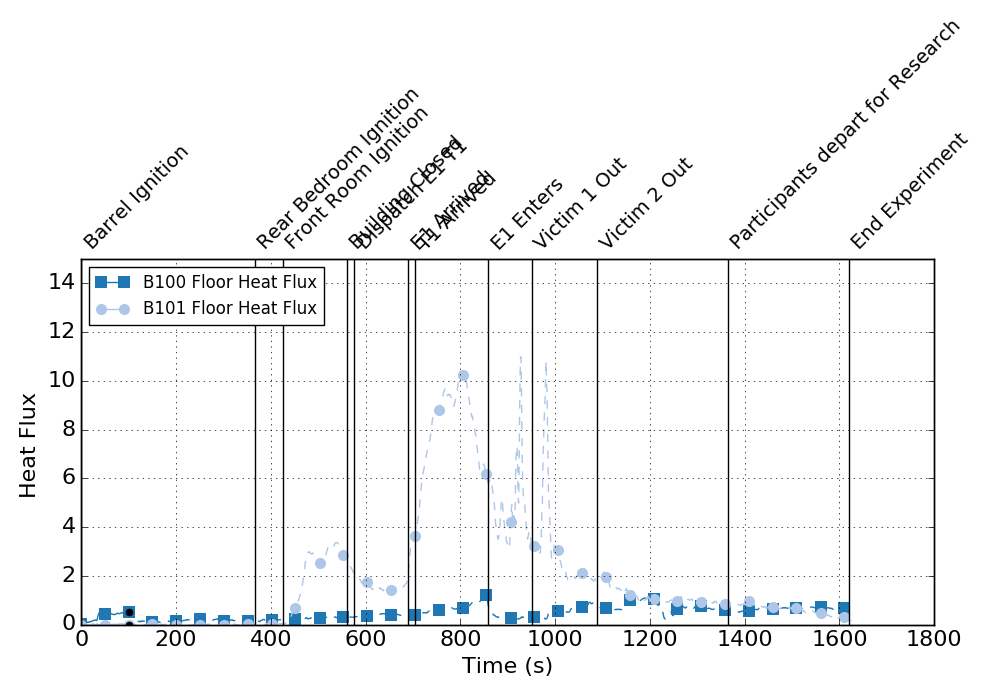 Barrel Ignition
Rear Bedroom Ignition
Front Room Ignition
Building Closed
Dispatch E1 T1
E1 Arrived
T1 Arrived
E1 Enters
Victim 1 Out
Victim 2 Out
Participants depart for Research
End Experiment
B100 Floor Heat Flux
B101 Floor Heat Flux
14
12
10
8
6
4
2
0
Heat Flux
0 200 400 600 800 1000 1200 1400 1600 1800
Time (s)